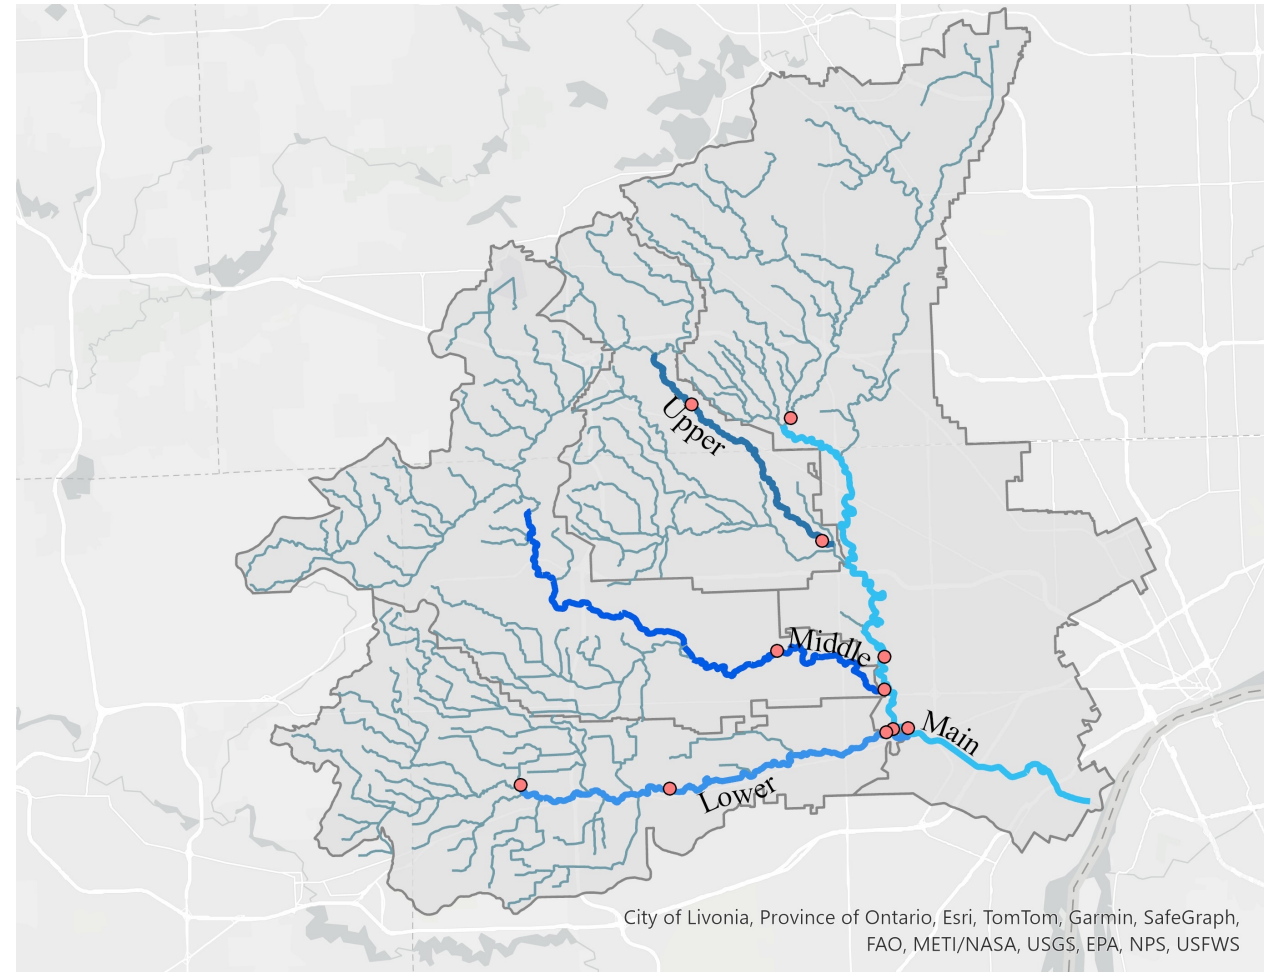 Upper
Middle
Main
Lower
City of Livonia, Province of Ontario, Esri, TomTom, Garmin, SafeGraph,
FAO, METI/NASA, USGS, EPA, NPS, USFWS